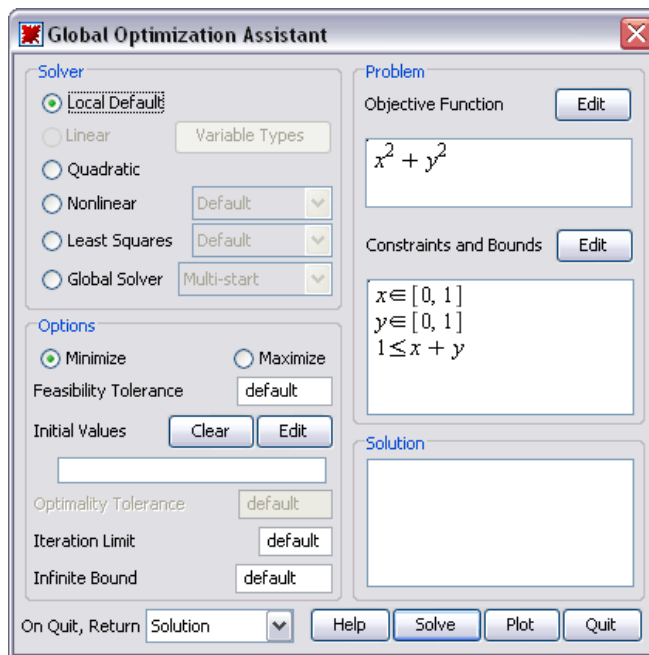 Global Optimization Assistant
Solver
Local Default
Linear
Variable Types
Quadratic
Nonlinear
Default
Least Squares
Default
Global Solver
Multi-start
Options
Minimize
Maximize
Feasibility Tolerance
default
Initial Values
Clear
Edit
Optimality Tolerance
default
Iteration Limit
default
Infinite Bound
default
Problem
Objective Function
Edit
x² + y²
Constraints and Bounds
Edit
x∈[0, 1]
y∈[0, 1]
1≤x + y
Solution
On Quit, Return
Solution
Help
Solve
Plot
Quit